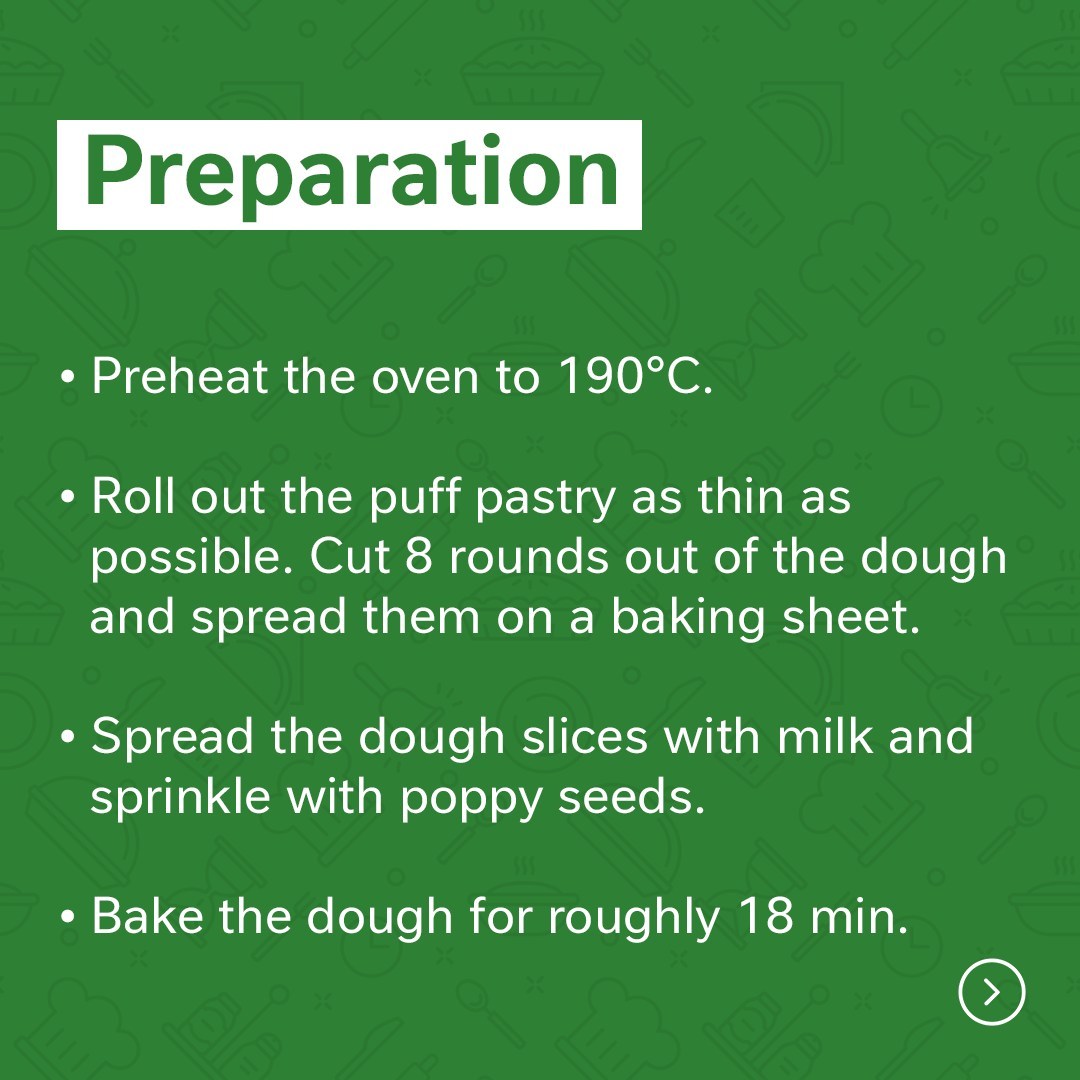 Preparation
• Preheat the oven to 190°C.
• Roll out the puff pastry as thin as
possible. Cut 8 rounds out of the dough
and spread them on a baking sheet.
• Spread the dough slices with milk and
sprinkle with poppy seeds.
• Bake the dough for roughly 18 min.